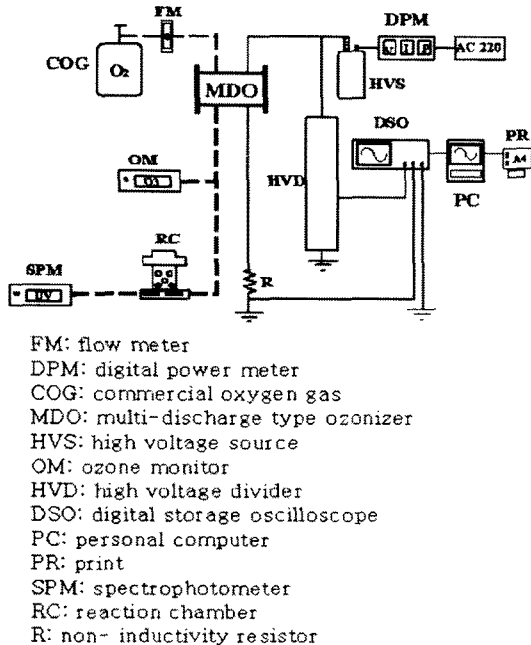 FM
DPM
COG
O₂
V I P
AC 220
MDO
HVS
DSO
PR
A4
OM
O3
HVD
PC
RC
SPM
UV
R
FM: flow meter
DPM: digital power meter
COG: commercial oxygen gas
MDO: multi-discharge type ozonizer
HVS: high voltage source
OM: ozone monitor
HVD: high voltage divider
DSO: digital storage oscilloscope
PC: personal computer
PR: print
SPM: spectrophotometer
RC: reaction chamber
R: non- inductivity resistor